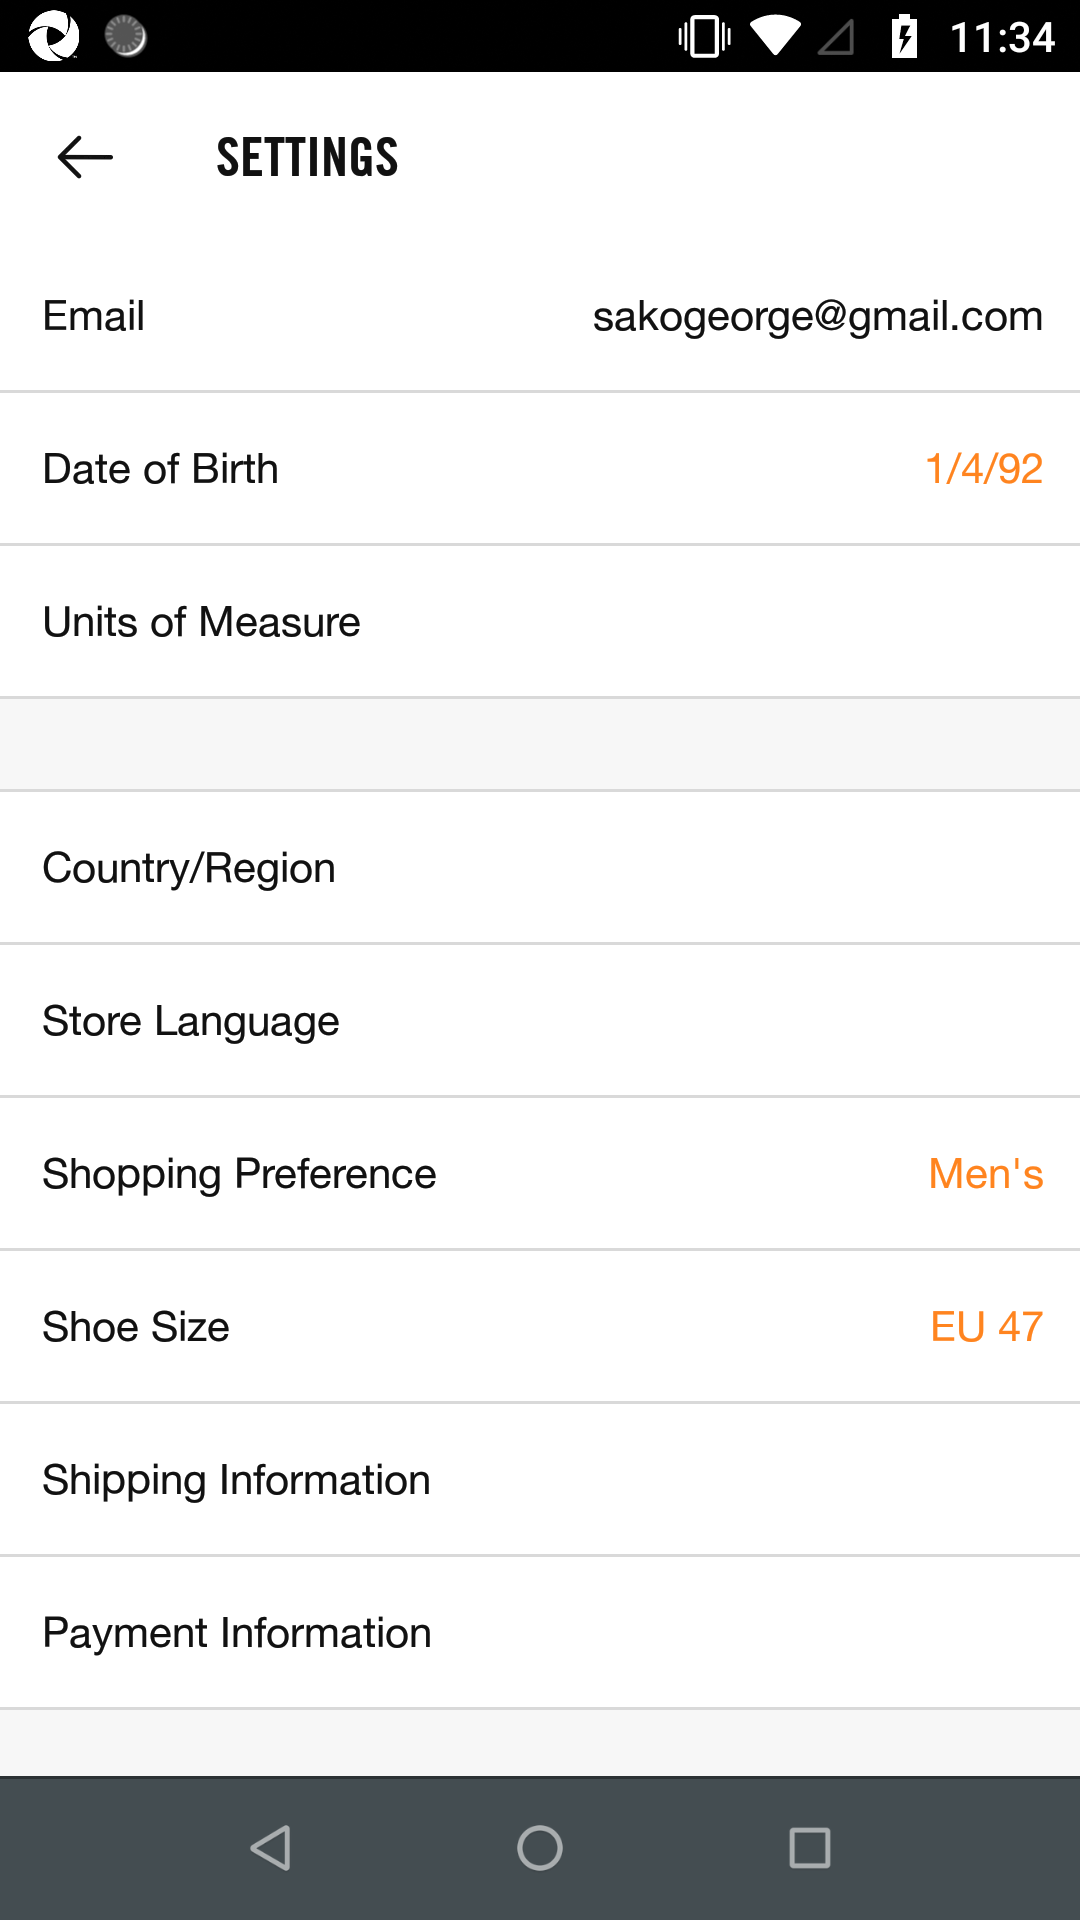 11:34
SETTINGS
Email sakogeorge@gmail.com
Date of Birth 1/4/92
Units of Measure
Country/Region
Store Language
Shopping Preference Men's
Shoe Size EU 47
Shipping Information
Payment Information